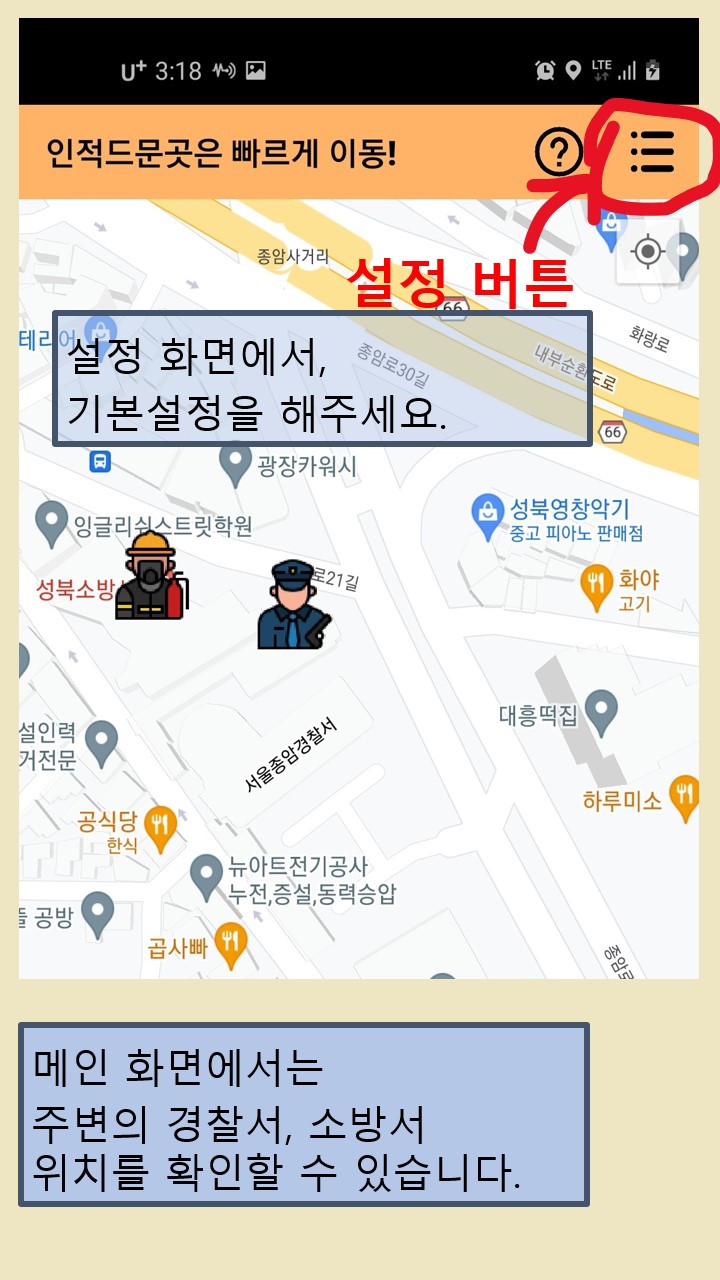 U+ 3:18
LTE
인적드문곳은 빠르게 이동!
?
종암사거리
설정 버튼
66
화랑로
테리어
설정 화면에서,
종암로30길
내부순환도로
기본설정을 해주세요.
66
광장카워시
성북영창악기
중고 피아노 판매점
잉글리쉬스트릿학원
로21길
화야
고기
성북소방
대흥떡집
설인력
거전문
서울종암경찰서
하루미소
공식당
한식
뉴아트전기공사
누전,증설,동력승압
공방
곱사빠
종암로
메인 화면에서는
주변의 경찰서, 소방서
위치를 확인할 수 있습니다.